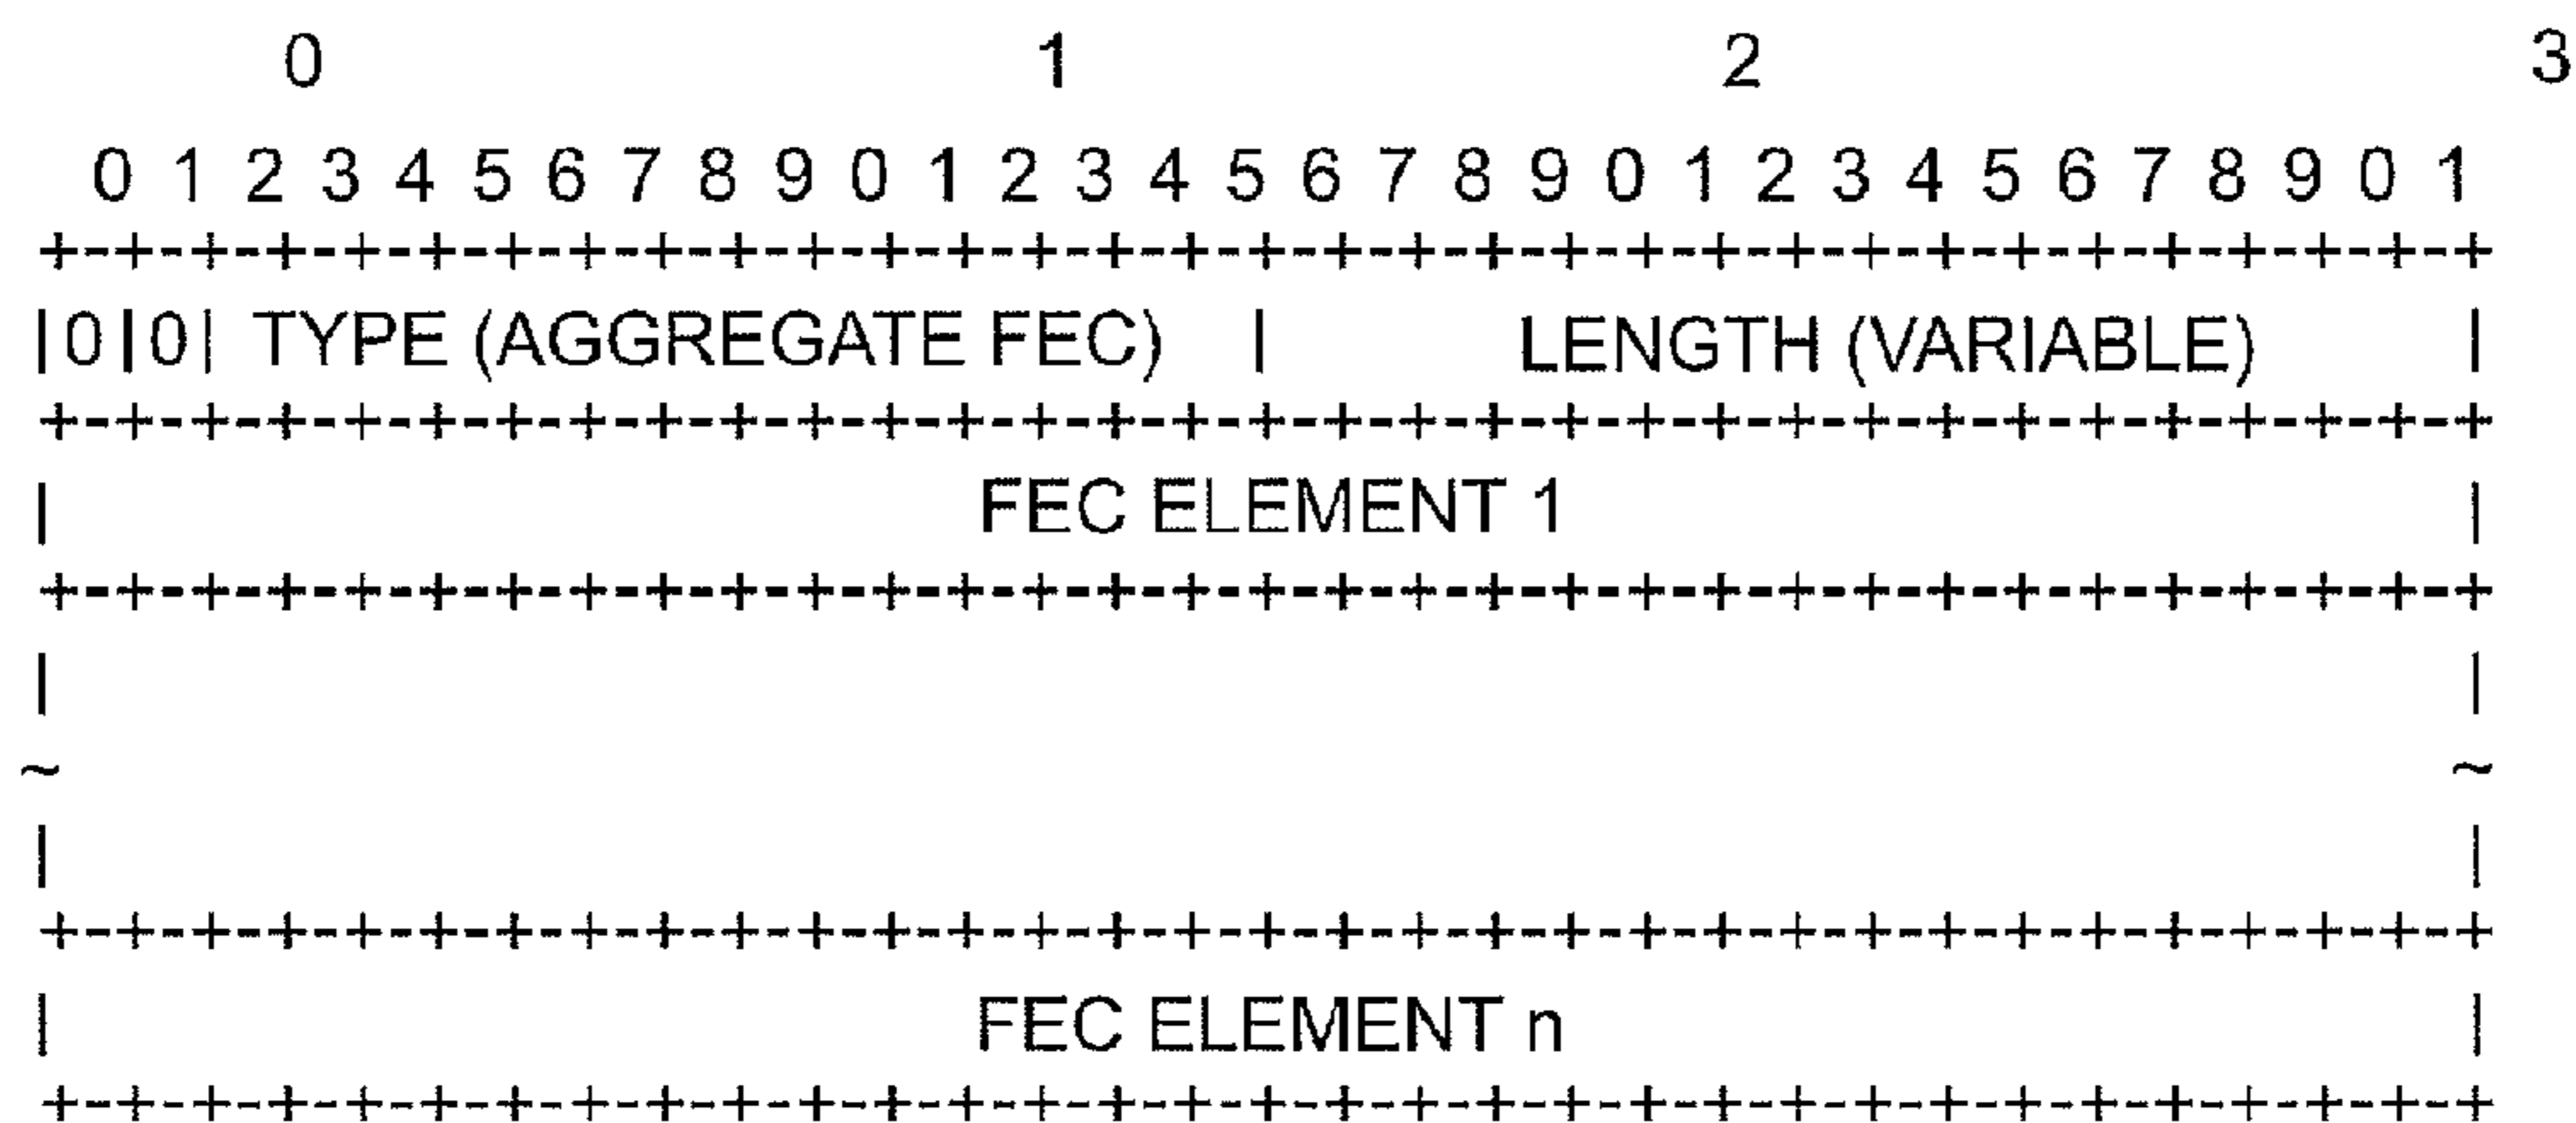 0 1 2 3
0 1 2 3 4 5 6 7 8 9 0 1 2 3 4 5 6 7 8 9 0 1 2 3 4 5 6 7 8 9 0 1
+-+-+-+-+-+-+-+-+-+-+-+-+-+-+-+-+-+-+-+-+-+-+-+-+-+-+-+-+-+-+-+-+
|0|0| TYPE (AGGREGATE FEC) | LENGTH (VARIABLE) |
+-+-+-+-+-+-+-+-+-+-+-+-+-+-+-+-+-+-+-+-+-+-+-+-+-+-+-+-+-+-+-+-+
| FEC ELEMENT 1 |
+-+-+-+-+-+-+-+-+-+-+-+-+-+-+-+-+-+-+-+-+-+-+-+-+-+-+-+-+-+-+-+-+
| |
~ ~
| |
+-+-+-+-+-+-+-+-+-+-+-+-+-+-+-+-+-+-+-+-+-+-+-+-+-+-+-+-+-+-+-+-+
| FEC ELEMENT n |
+-+-+-+-+-+-+-+-+-+-+-+-+-+-+-+-+-+-+-+-+-+-+-+-+-+-+-+-+-+-+-+-+